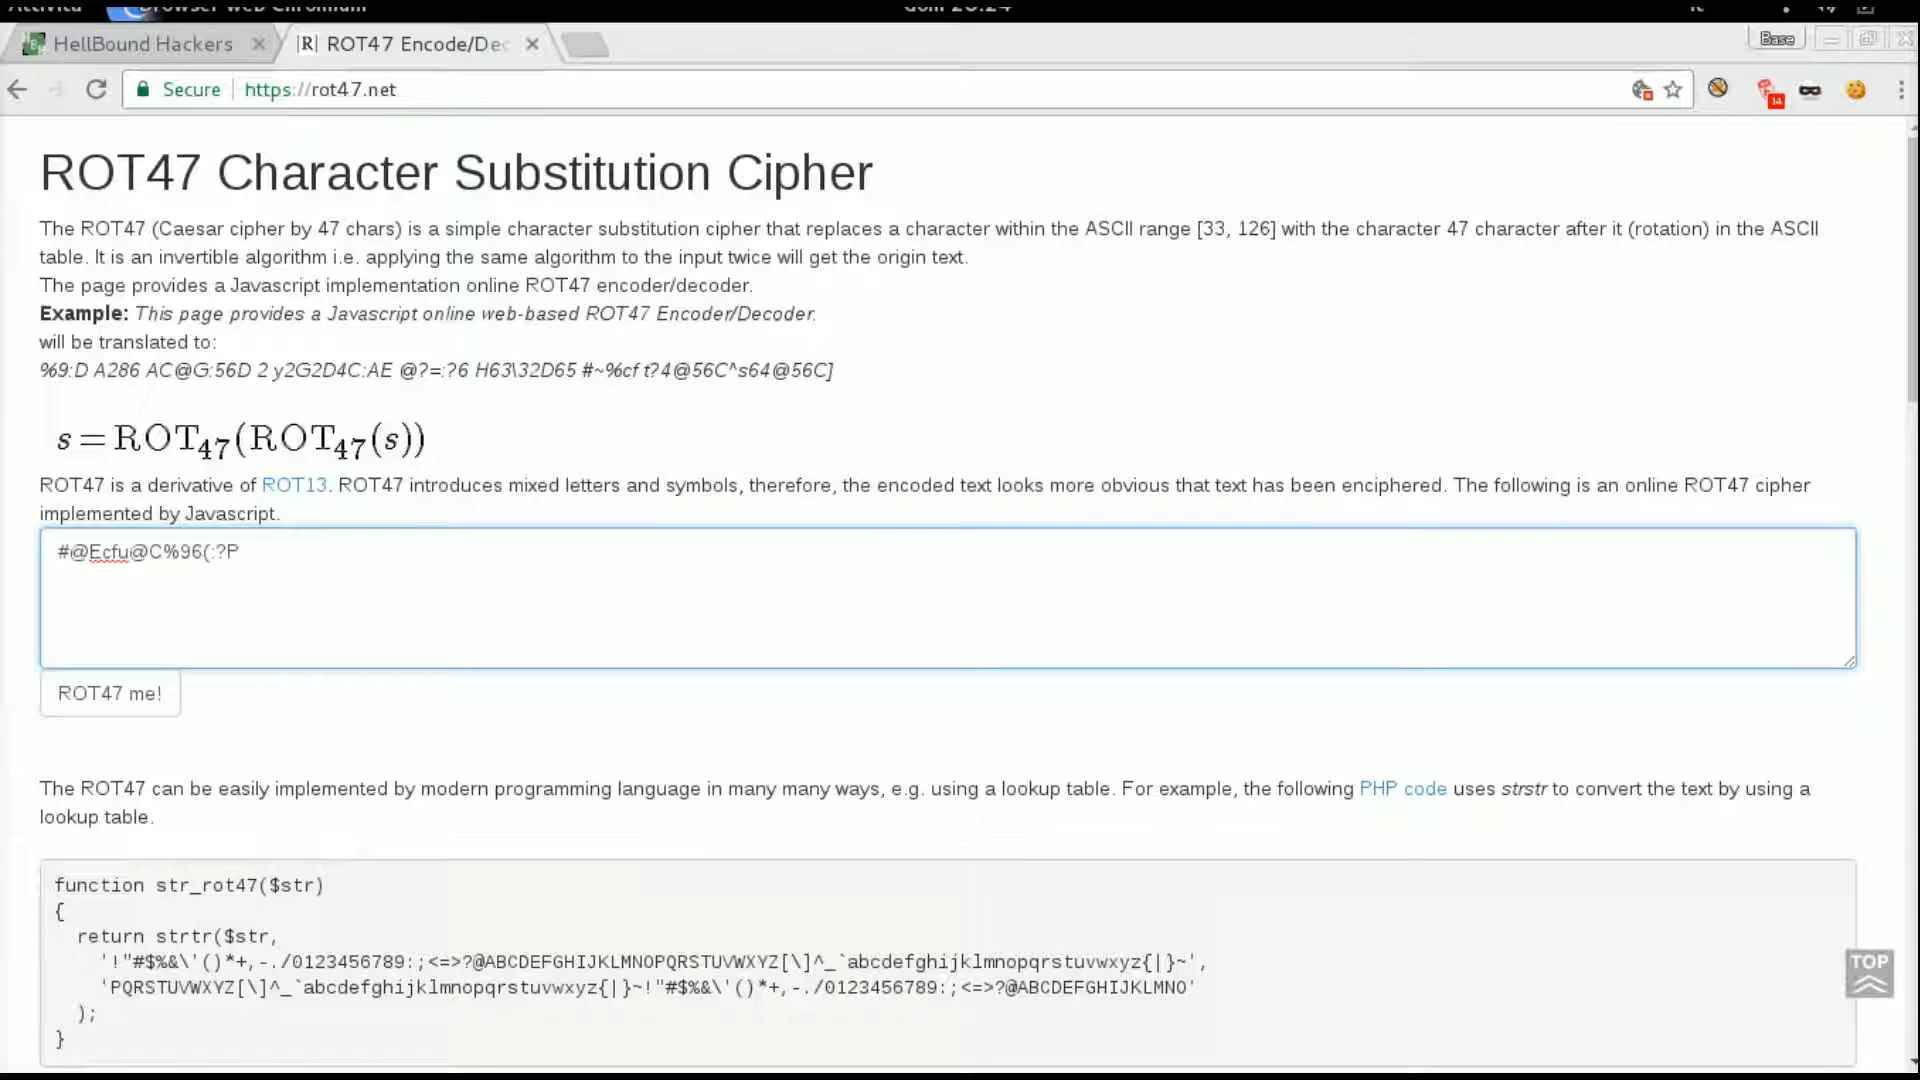 HellBound Hackers
|R| ROT47 Encode/Dec
Base
Secure
https://rot47.net
14
ROT47 Character Substitution Cipher
The ROT47 (Caesar cipher by 47 chars) is a simple character substitution cipher that replaces a character within the ASCII range [33, 126] with the character 47 character after it (rotation) in the ASCII
table. It is an invertible algorithm i.e. applying the same algorithm to the input twice will get the origin text.
The page provides a Javascript implementation online ROT47 encoder/decoder.
Example: This page provides a Javascript online web-based ROT47 Encoder/Decoder.
will be translated to:
%9:D A286 AC@G:56D 2 y2G2D4C:AE @?=:?6 H63\32D65 #~%cf t?4@56C^s64@56C]
s = ROT47(ROT47(s))
ROT47 is a derivative of ROT13. ROT47 introduces mixed letters and symbols, therefore, the encoded text looks more obvious that text has been enciphered. The following is an online ROT47 cipher
implemented by Javascript.
#@Ecfu@C%96(:?P
ROT47 me!
The ROT47 can be easily implemented by modern programming language in many many ways, e.g. using a lookup table. For example, the following PHP code uses strstr to convert the text by using a
lookup table.
function str_rot47($str)
{
return strtr($str,
'!"#$%&\'()*+,-./0123456789:;<=>?@ABCDEFGHIJKLMNOPQRSTUVWXYZ[\]^_`abcdefghijklmnopqrstuvwxyz{|}~',
'PQRSTUVWXYZ[\]^_`abcdefghijklmnopqrstuvwxyz{|}~!"#$%&\'()*+,-./0123456789:;<=>?@ABCDEFGHIJKLMNO'
);
}
TOP